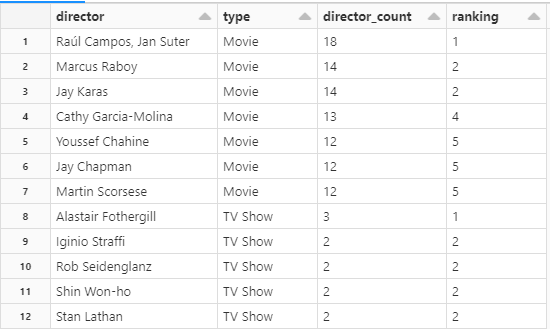 director type director_count ranking
1 Raúl Campos, Jan Suter Movie 18 1
2 Marcus Raboy Movie 14 2
3 Jay Karas Movie 14 2
4 Cathy Garcia-Molina Movie 13 4
5 Youssef Chahine Movie 12 5
6 Jay Chapman Movie 12 5
7 Martin Scorsese Movie 12 5
8 Alastair Fothergill TV Show 3 1
9 Iginio Straffi TV Show 2 2
10 Rob Seidenglanz TV Show 2 2
11 Shin Won-ho TV Show 2 2
12 Stan Lathan TV Show 2 2